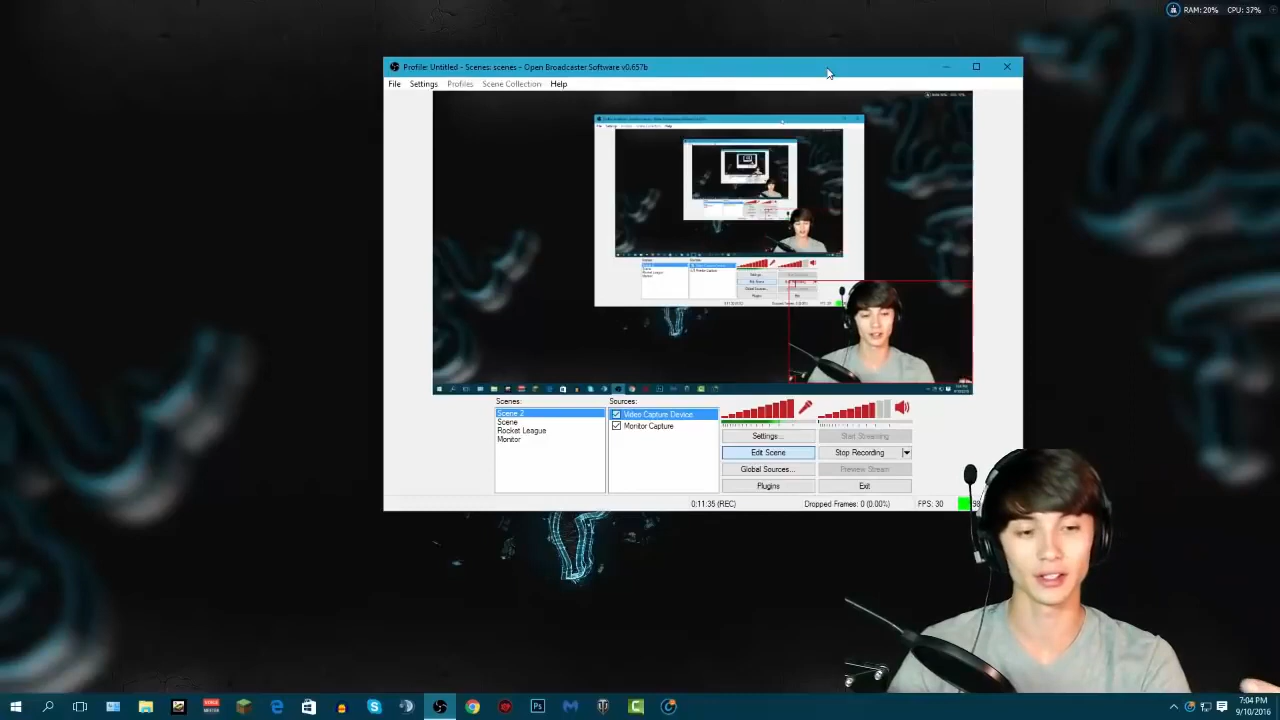 RAM: 20% CPU: 37%
Profile: Untitled - Scenes: scenes - Open Broadcaster Software v0.657b
File Settings Profiles Scene Collection Help
Scenes:
Scene 2
Scene
Rocket League
Monitor
Sources:
Video Capture Device
Monitor Capture
Settings...
Start Streaming
Edit Scene
Stop Recording
Global Sources...
Preview Stream
Plugins
Exit
0:11:35 (REC)
Dropped Frames: 0 (0.00%)
FPS: 30
7:04 PM
9/10/2016